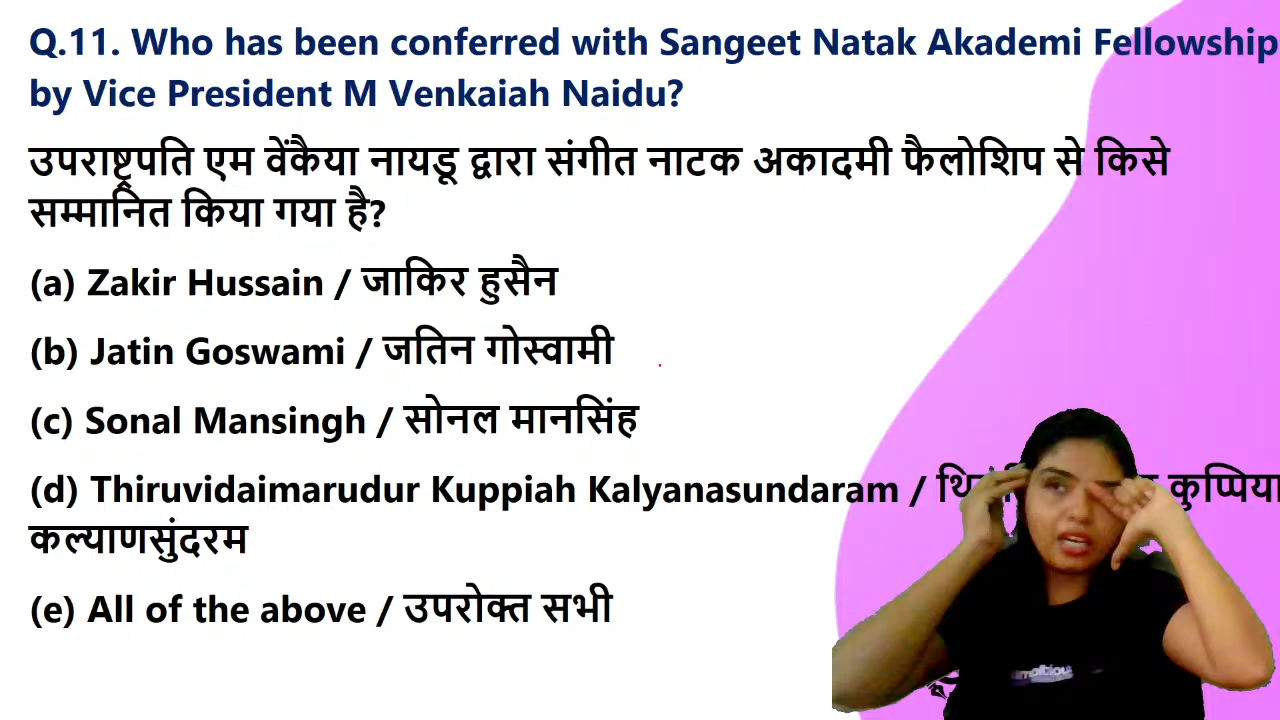 Q.11. Who has been conferred with Sangeet Natak Akademi Fellowship
by Vice President M Venkaiah Naidu?
उपराष्ट्रपति एम वेंकैया नायडू द्वारा संगीत नाटक अकादमी फैलोशिप से किसे
सम्मानित किया गया है?
(a) Zakir Hussain / जाकिर हुसैन
(b) Jatin Goswami / जतिन गोस्वामी
(c) Sonal Mansingh / सोनल मानसिंह
(d) Thiruvidaimarudur Kuppiah Kalyanasundaram / कुप्पिया
कल्याणसुंदरम
(e) All of the above / उपरोक्त सभी